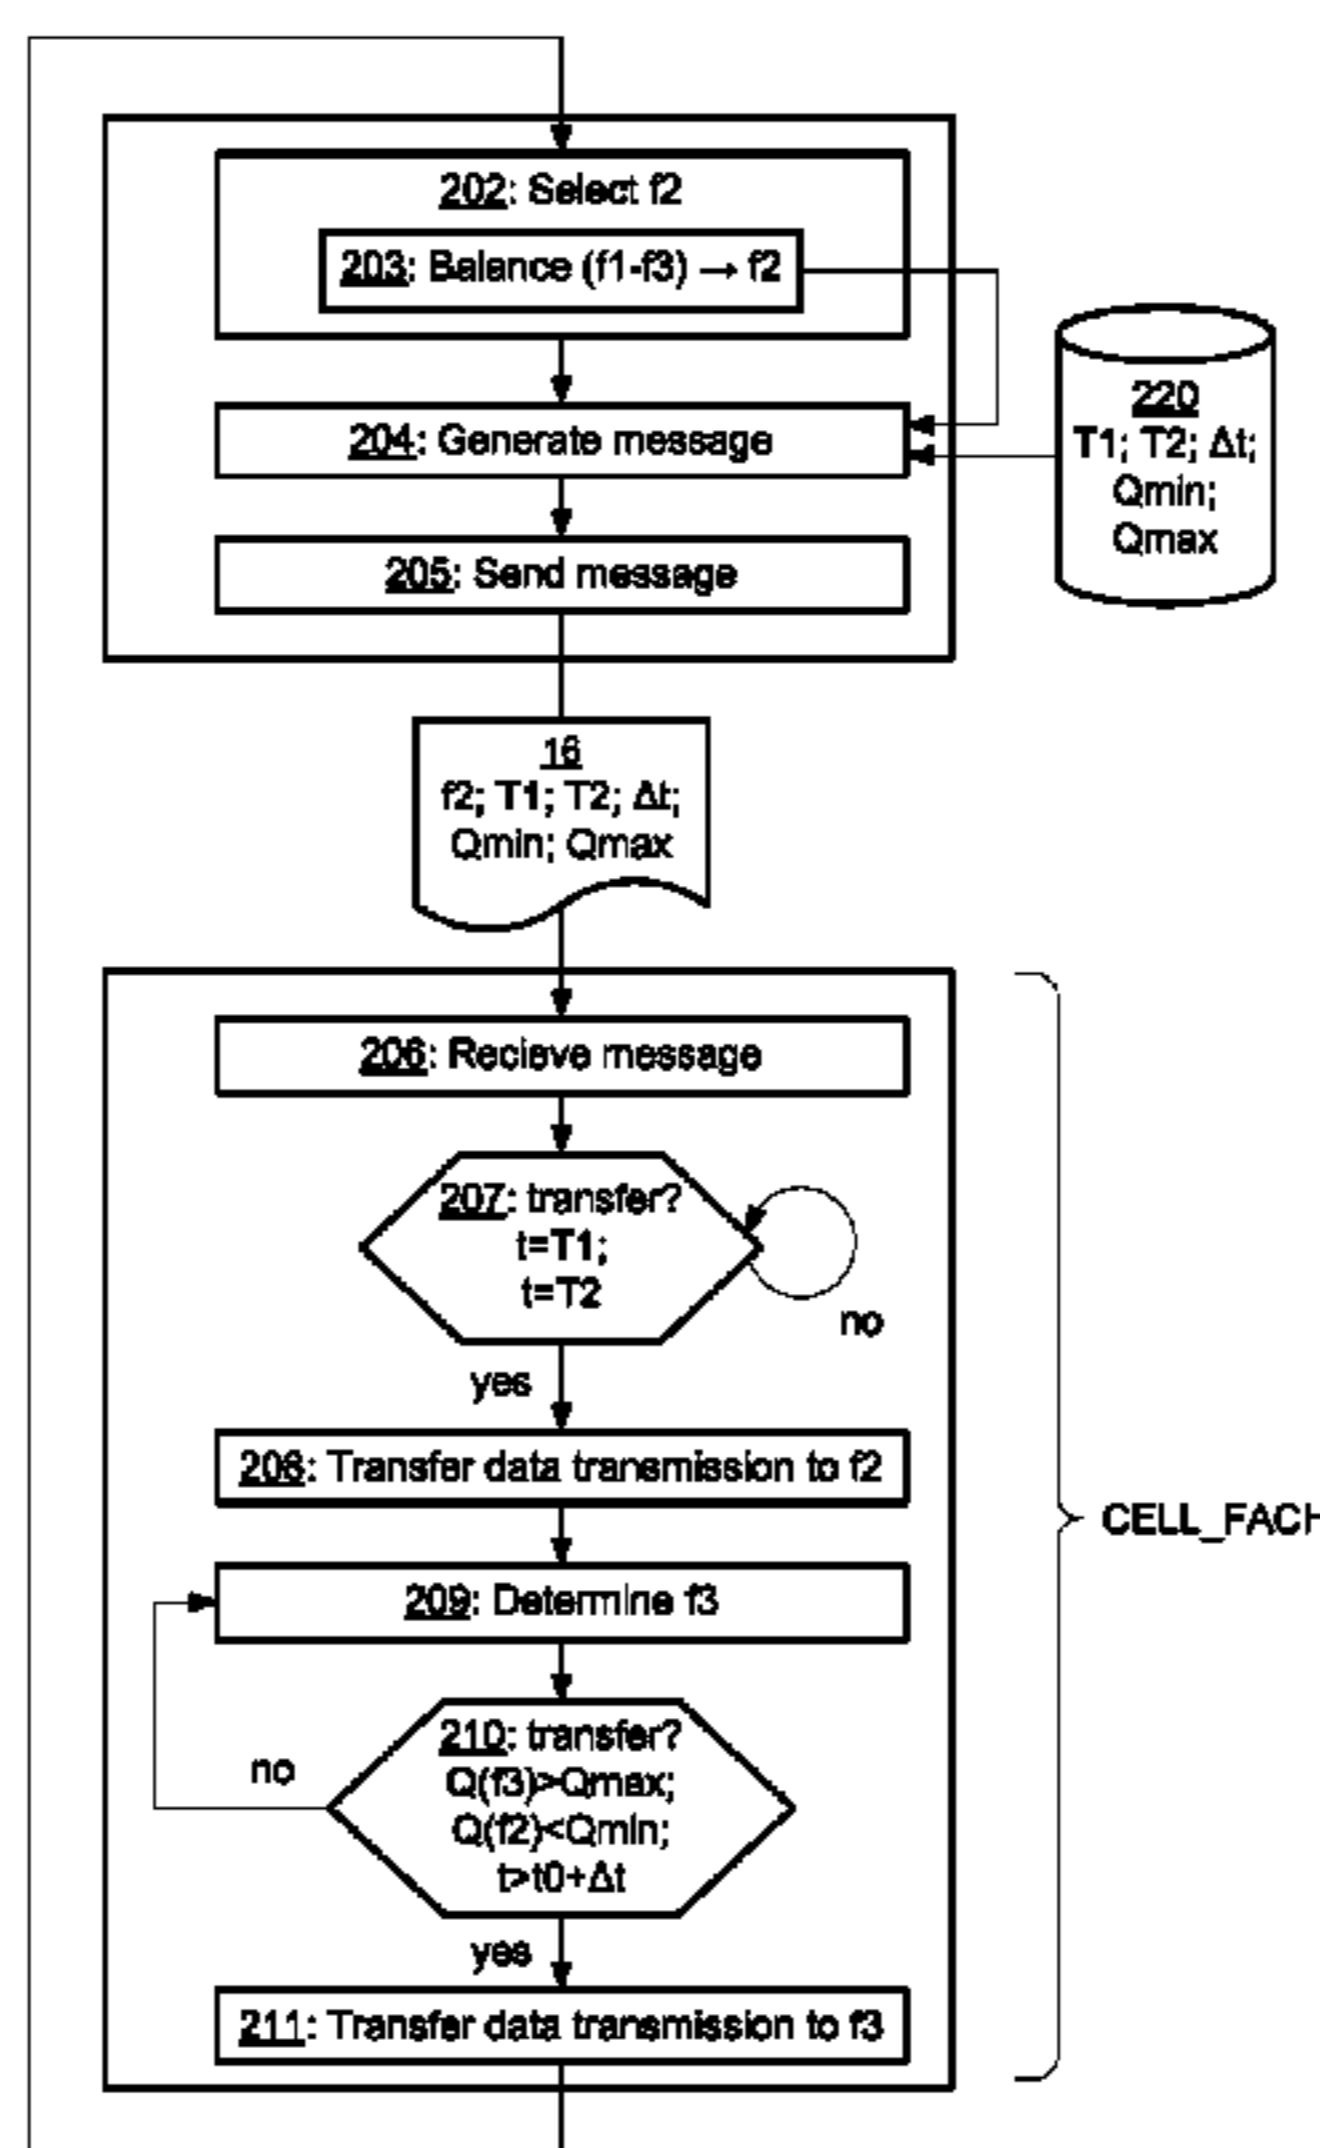 202: Select f2
203: Balance (f1-f3) → f2
204: Generate message
205: Send message
220
T1; T2; Δt;
Qmin;
Qmax
16
f2; T1; T2; Δt;
Qmin; Qmax
206: Recieve message
207: transfer?
t=T1;
t=T2
no
yes
208: Transfer data transmission to f2
CELL_FACH
209: Determine f3
210: transfer?
Q(f3)>Qmax;
Q(f2)<Qmin;
t>t0+Δt
no
yes
211: Transfer data transmission to f3